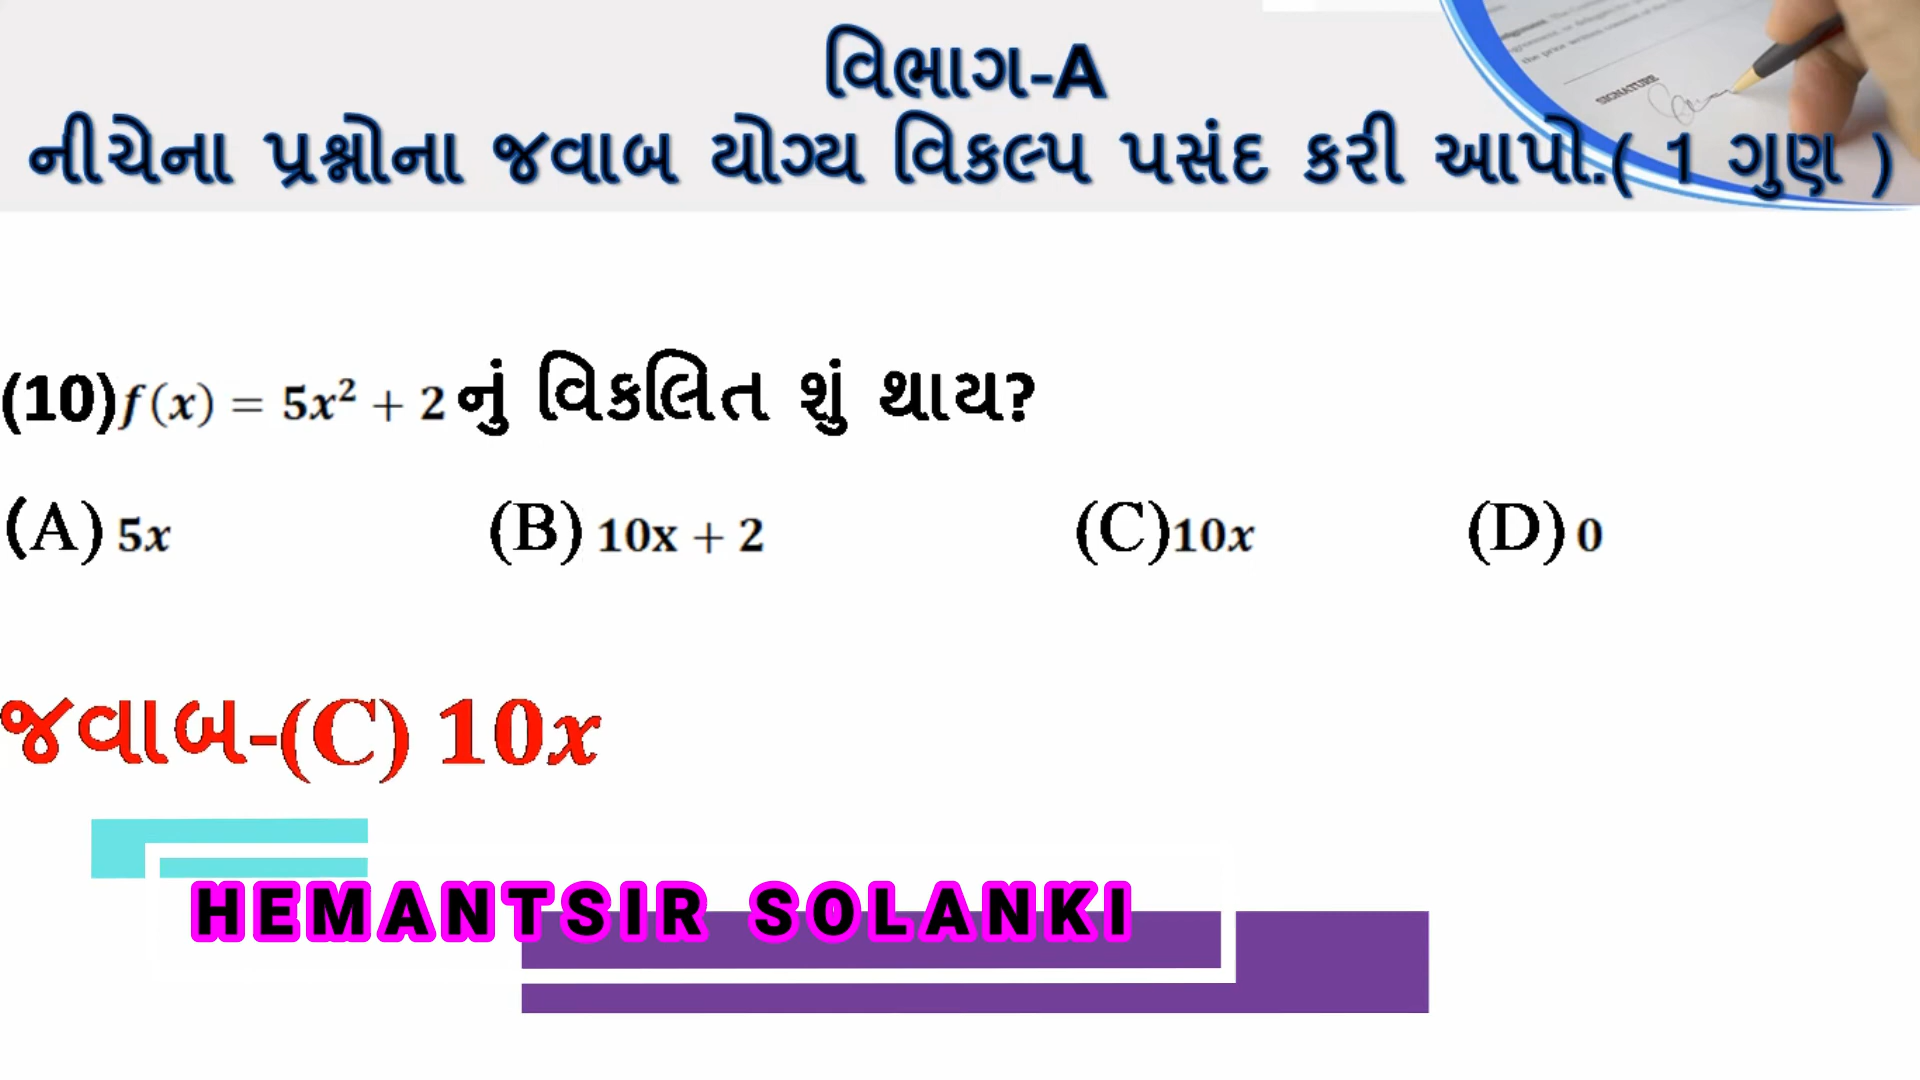 વિભાગ-A
નીચેના પ્રશ્નોના જવાબ યોગ્ય વિકલ્પ પસંદ કરી આપો.( 1 ગુણ )
SIGNATURE
(10) f(x) = 5x² + 2 નું વિકલિત શું થાય?
(A) 5x (B) 10x + 2 (C) 10x (D) 0
જવાબ-(C) 10x
HEMANTSIR SOLANKI